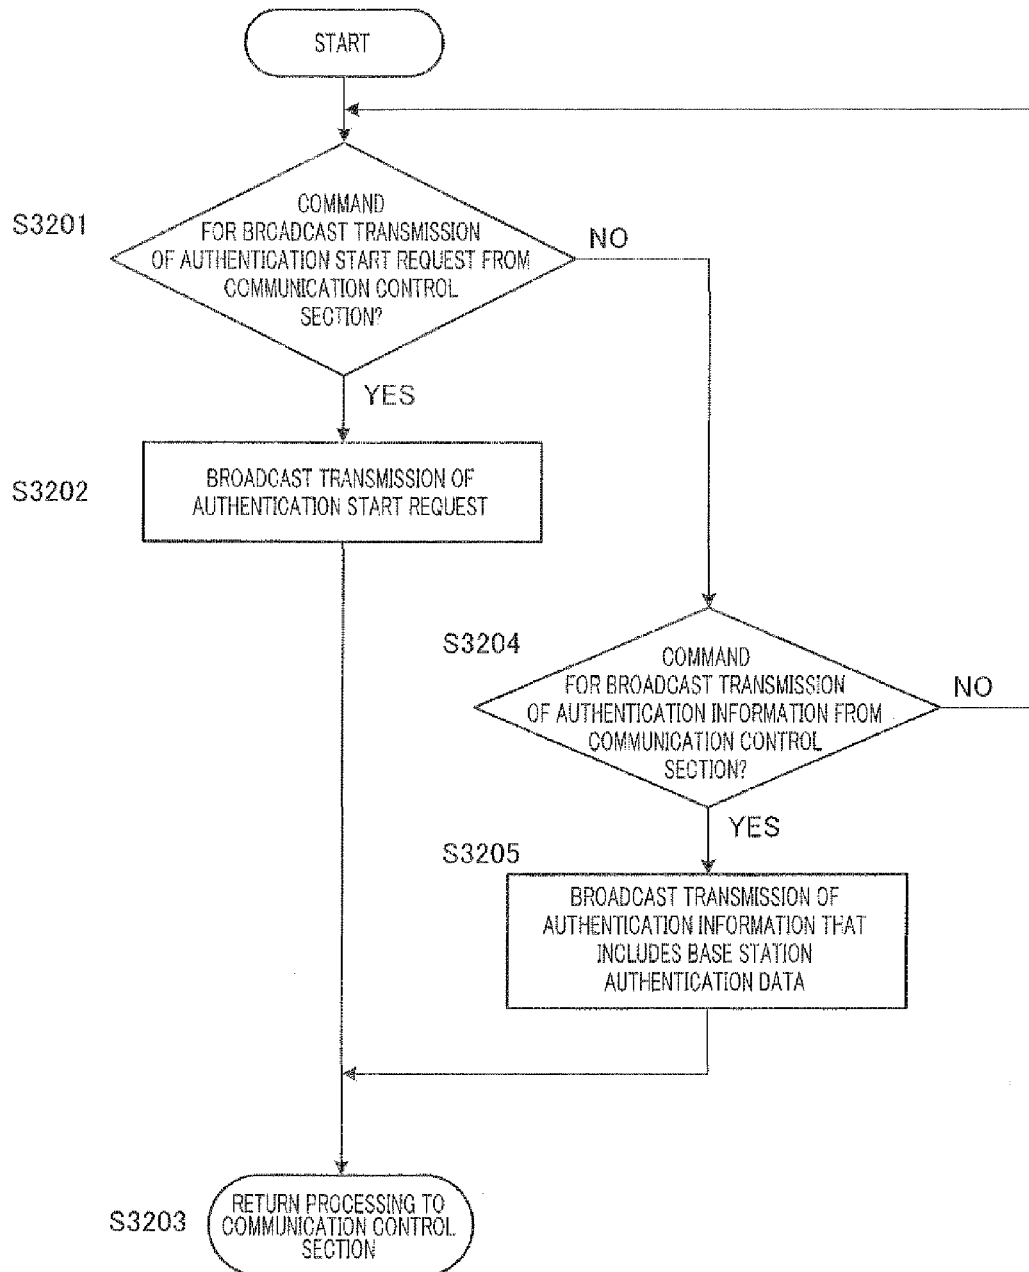 START
S3201
COMMAND
FOR BROADCAST TRANSMISSION
OF AUTHENTICATION START REQUEST FROM
COMMUNICATION CONTROL
SECTION?
NO
YES
S3202
BROADCAST TRANSMISSION OF
AUTHENTICATION START REQUEST
S3204
COMMAND
FOR BROADCAST TRANSMISSION
OF AUTHENTICATION INFORMATION FROM
COMMUNICATION CONTROL
SECTION?
NO
YES
S3205
BROADCAST TRANSMISSION OF
AUTHENTICATION INFORMATION THAT
INCLUDES BASE STATION
AUTHENTICATION DATA
S3203
RETURN PROCESSING TO
COMMUNICATION CONTROL
SECTION